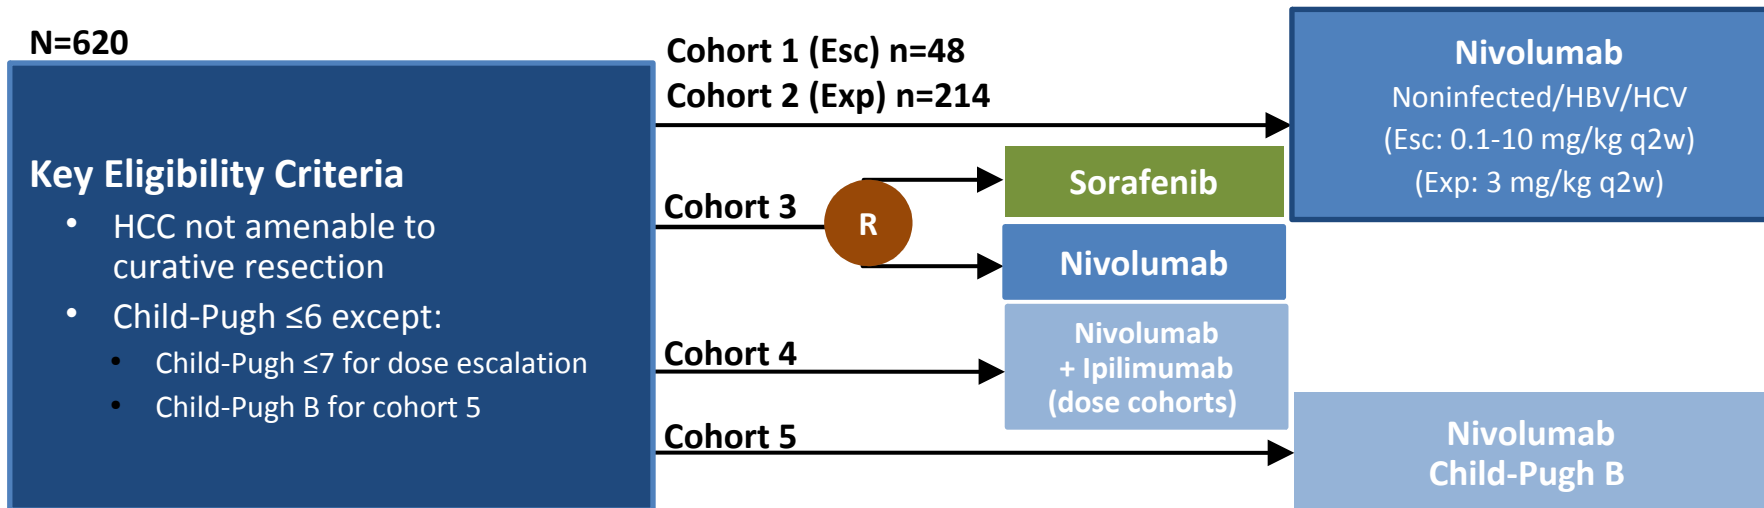 N=620
Key Eligibility Criteria
• HCC not amenable to
curative resection
• Child-Pugh ≤6 except:
• Child-Pugh ≤7 for dose escalation
• Child-Pugh B for cohort 5
Cohort 1 (Esc) n=48
Cohort 2 (Exp) n=214
Nivolumab
Noninfected/HBV/HCV
(Esc: 0.1-10 mg/kg q2w)
(Exp: 3 mg/kg q2w)
Cohort 3
R
Sorafenib
Nivolumab
Cohort 4
Nivolumab
+ Ipilimumab
(dose cohorts)
Cohort 5
Nivolumab
Child-Pugh B